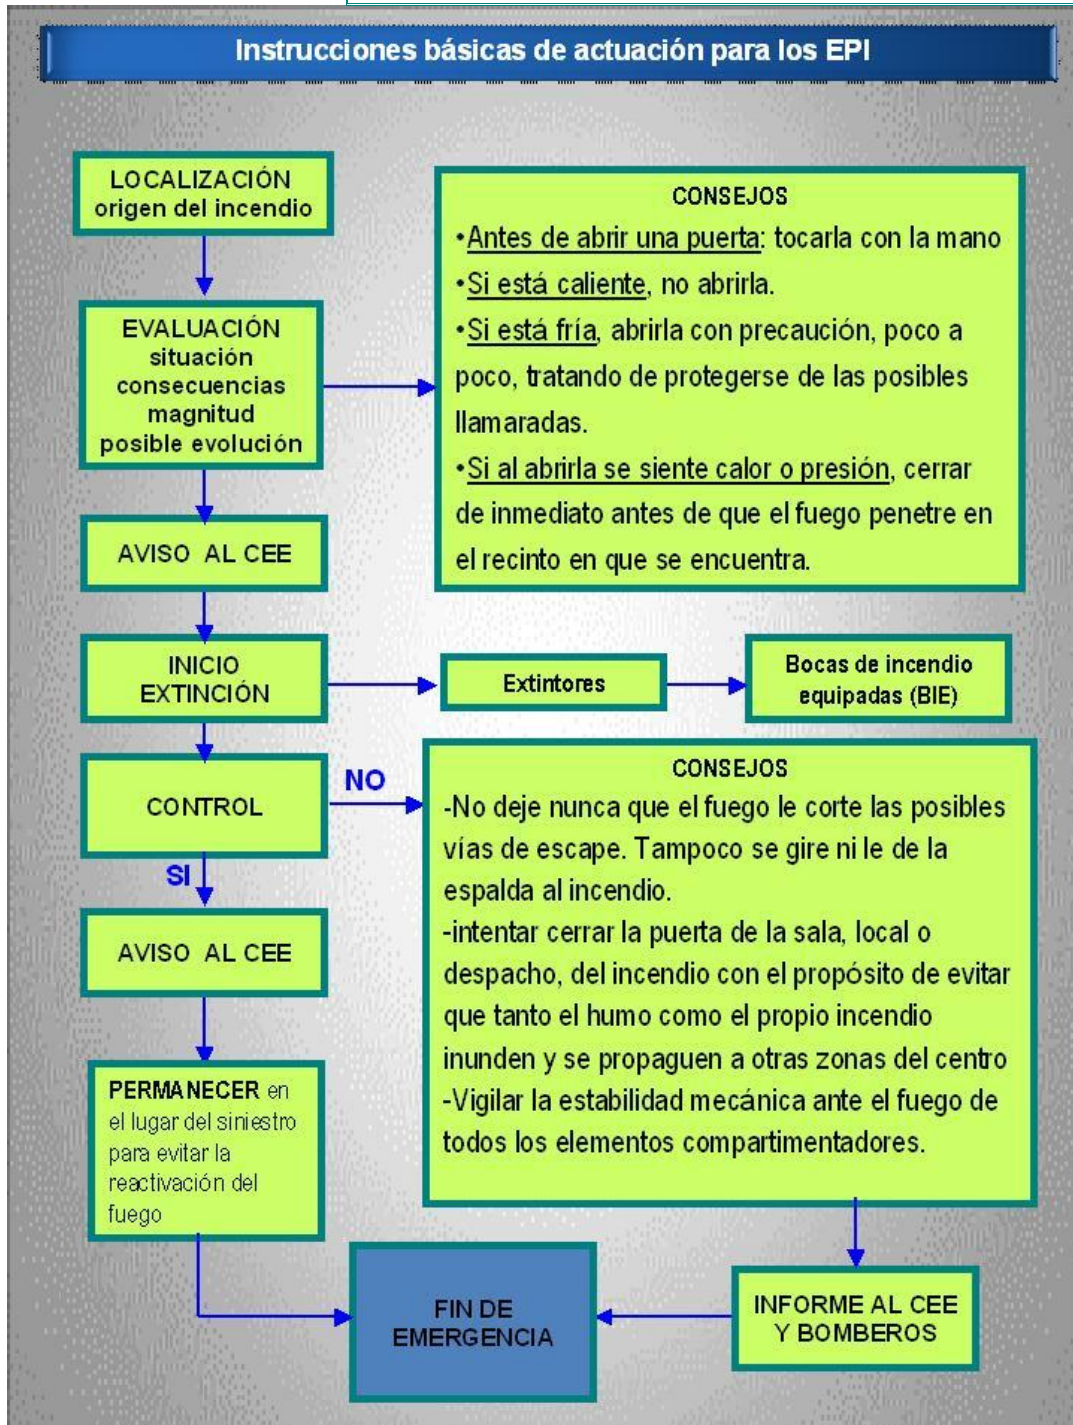 Instrucciones básicas de actuación para los EPI
LOCALIZACIÓN
origen del incendio
EVALUACIÓN
situación
consecuencias
magnitud
posible evolución
CONSEJOS
•Antes de abrir una puerta: tocarla con la mano
•Si está caliente, no abrirla.
•Si está fría, abrirla con precaución, poco a
poco, tratando de protegerse de las posibles
llamaradas.
•Si al abrirla se siente calor o presión, cerrar
de inmediato antes de que el fuego penetre en
el recinto en que se encuentra.
AVISO AL CEE
INICIO
EXTINCIÓN
Extintores
Bocas de incendio
equipadas (BIE)
CONTROL
NO
SI
CONSEJOS
-No deje nunca que el fuego le corte las posibles
vías de escape. Tampoco se gire ni le de la
espalda al incendio.
-intentar cerrar la puerta de la sala, local o
despacho, del incendio con el propósito de evitar
que tanto el humo como el propio incendio
inunden y se propaguen a otras zonas del centro
-Vigilar la estabilidad mecánica ante el fuego de
todos los elementos compartimentadores.
AVISO AL CEE
PERMANECER en
el lugar del siniestro
para evitar la
reactivación del
fuego
FIN DE
EMERGENCIA
INFORME AL CEE
Y BOMBEROS